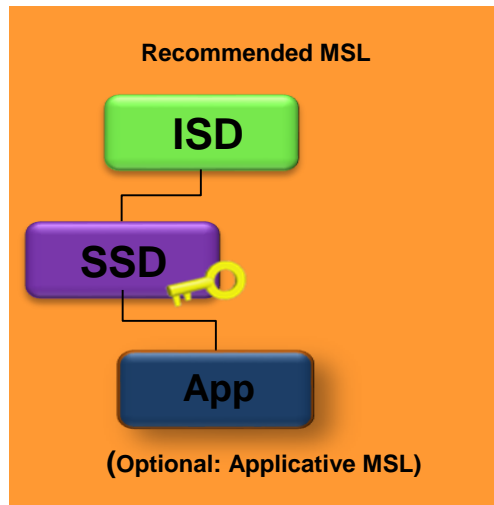 Recommended MSL
ISD
SSD
App
(Optional: Applicative MSL)